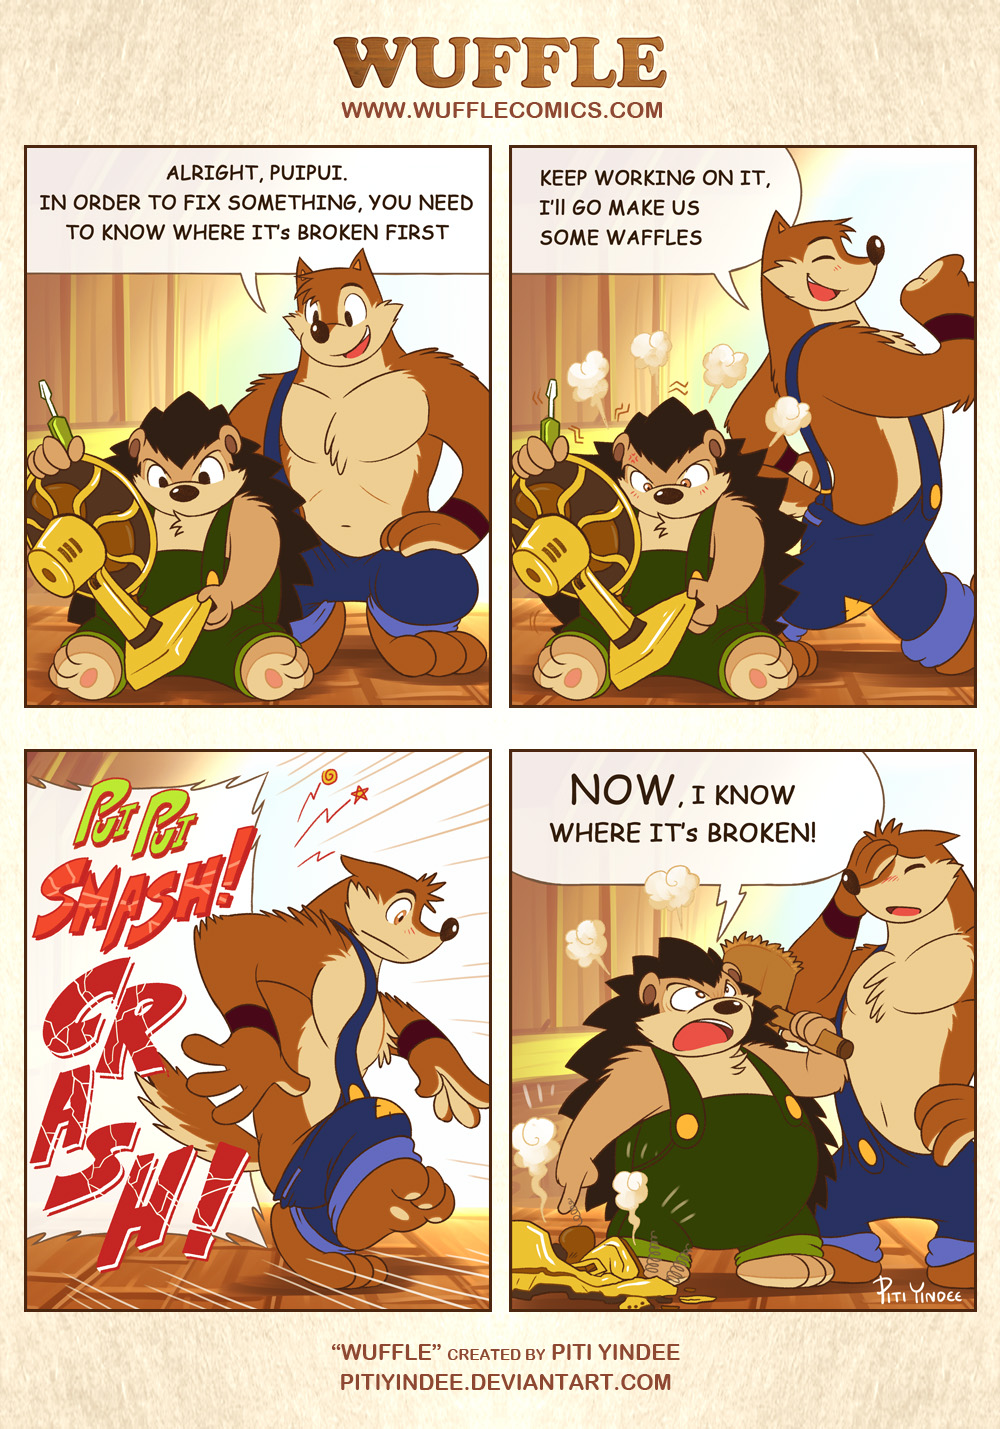 WUFFLE
WWW.WUFFLECOMICS.COM
ALRIGHT, PUIPUI.
IN ORDER TO FIX SOMETHING, YOU NEED
TO KNOW WHERE IT's BROKEN FIRST
KEEP WORKING ON IT,
I'll GO MAKE US
SOME WAFFLES
PUI PUI
SMASH!
CRASH!
NOW, I KNOW
WHERE IT's BROKEN!
PITI YINDEE
“WUFFLE” CREATED BY PITI YINDEE
PITIYINDEE.DEVIANTART.COM